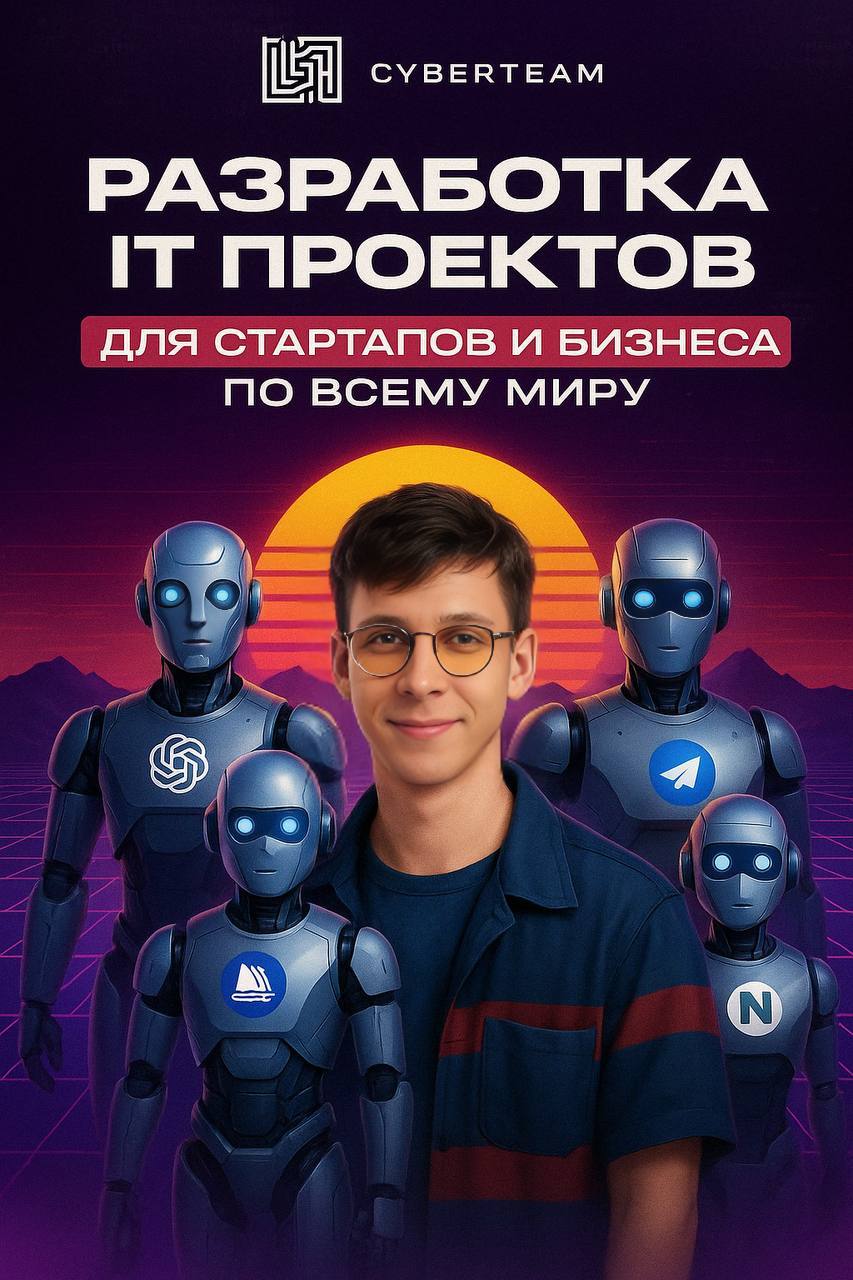 CYBERTEAM
РАЗРАБОТКА
IT ПРОЕКТОВ
ДЛЯ СТАРТАПОВ И БИЗНЕСА
ПО ВСЕМУ МИРУ
N